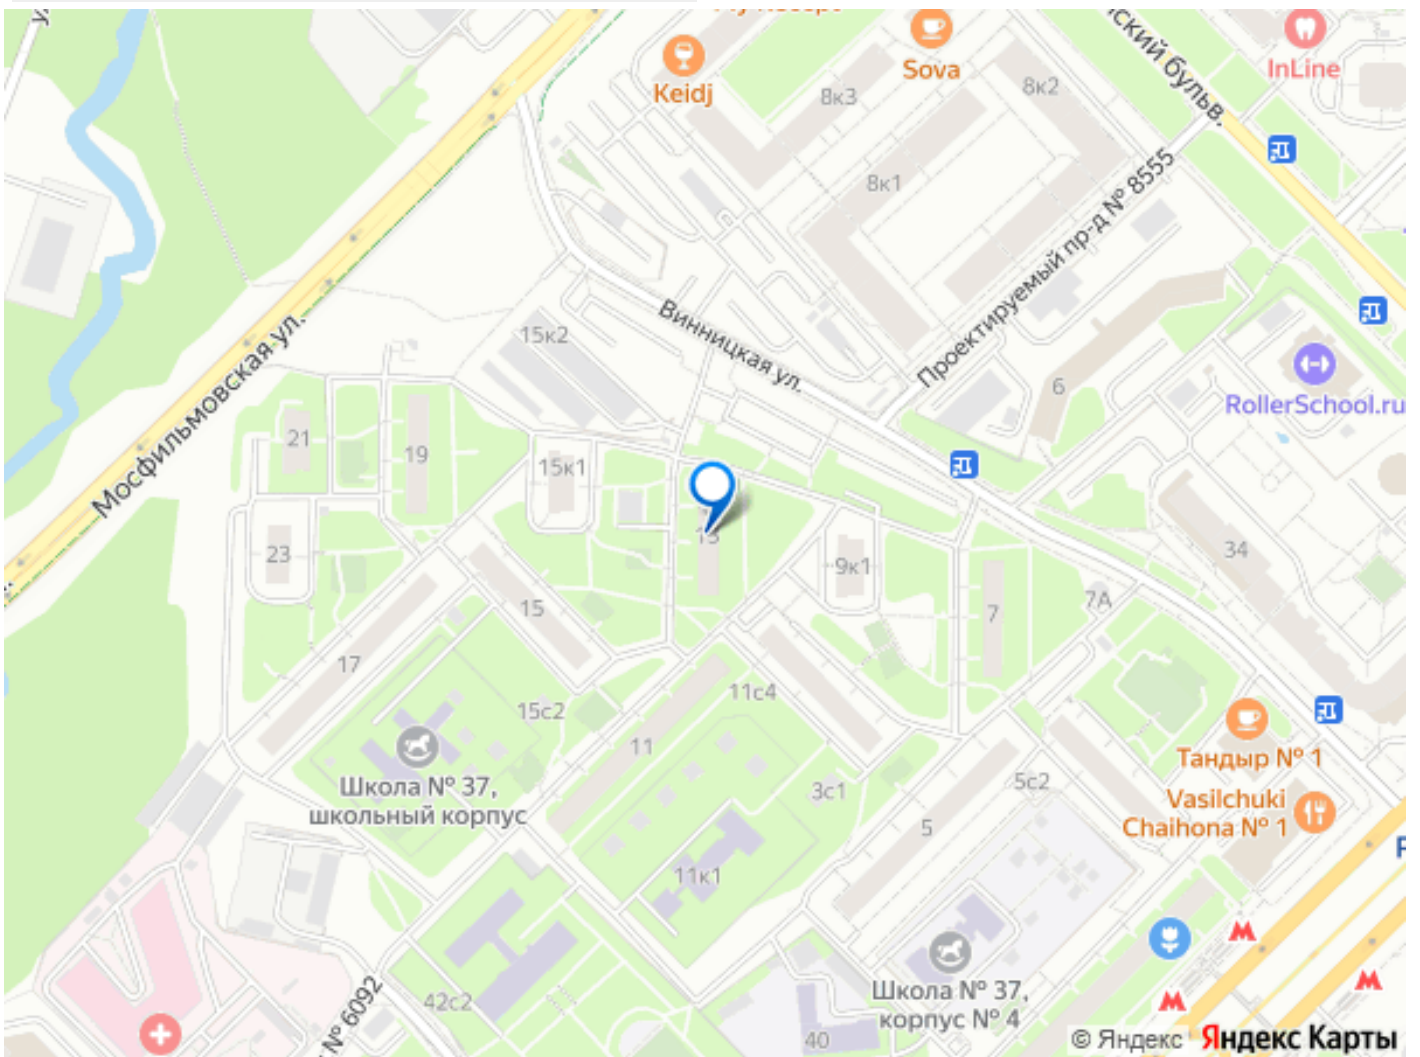 Keidj
Sova
InLine
ский бульв.
8к3
8к2
8к1
Проектируемый пр-д № 8555
Винницкая ул.
15к2
6
RollerSchool.ru
Мосфильмовская ул.
21
19
15к1
13
9к1
34
23
15
7
7А
17
15с2
11с4
11
Школа № 37,
школьный корпус
3с1
5с2
5
Тандыр № 1
Vasilchuki
Chaihona № 1
11к1
42с2
№ 6092
Школа № 37,
корпус № 4
40
© Яндекс Яндекс Карты